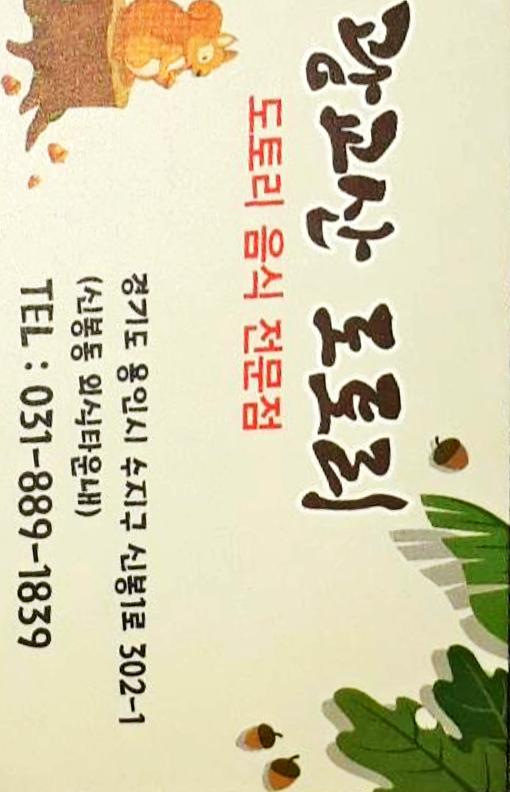 광교산 도토리
도토리 음식 전문점
경기도 용인시 수지구 신봉1로 302-1
(신봉동 외식타운내)
TEL : 031-889-1839